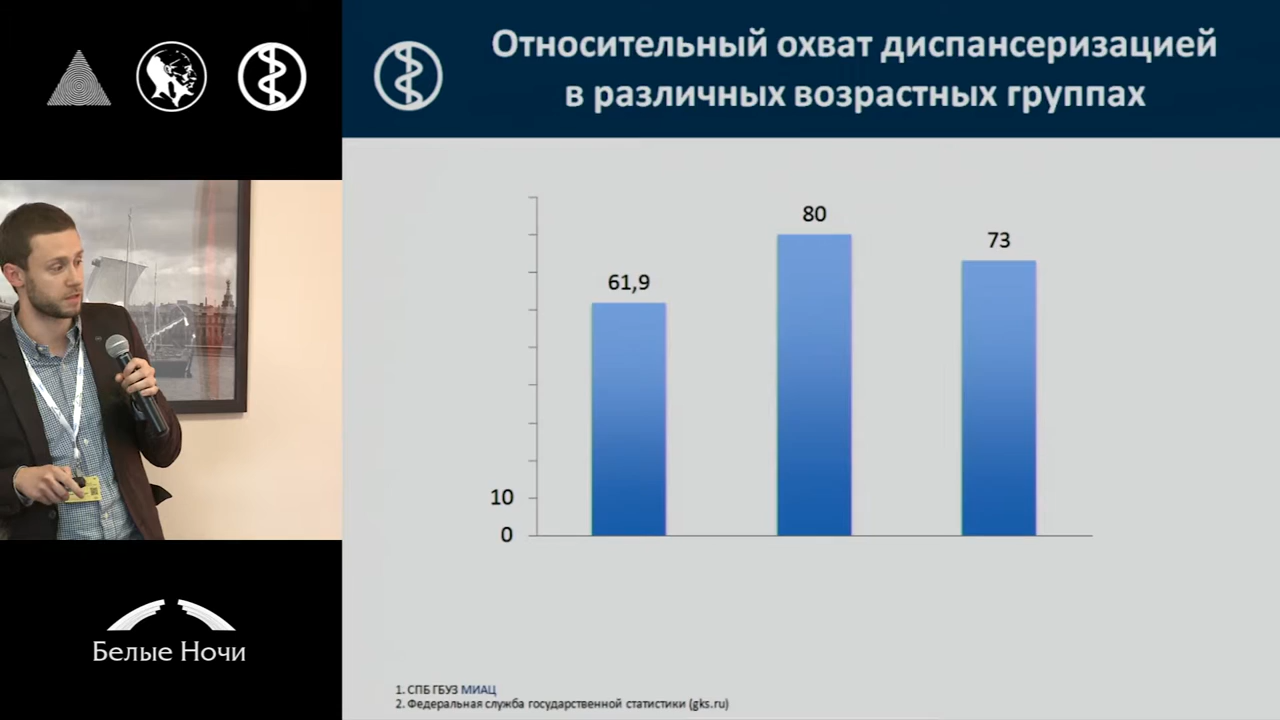 Относительный охват диспансеризацией
в различных возрастных группах
80
73
61,9
10
0
Белые Ночи
1. СПБ ГБУЗ МИАЦ
2. Федеральная служба государственной статистики (gks.ru)